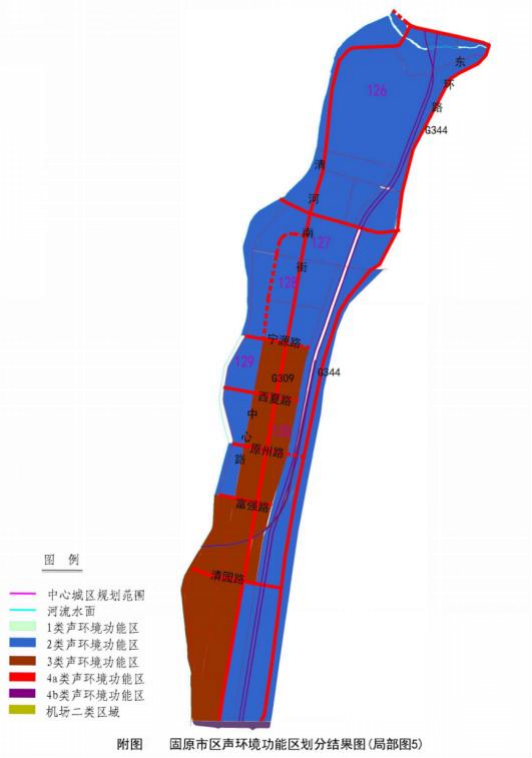 126
东
环
路
G344
清
河
南
街
127
128
宁源路
129
G309
G344
西夏路
中
心
路
原州路
富强路
清园路
图 例
中心城区规划范围
河流水面
1类声环境功能区
2类声环境功能区
3类声环境功能区
4a类声环境功能区
4b类声环境功能区
机场二类区域
附图 固原市区声环境功能区划分结果图(局部图5)